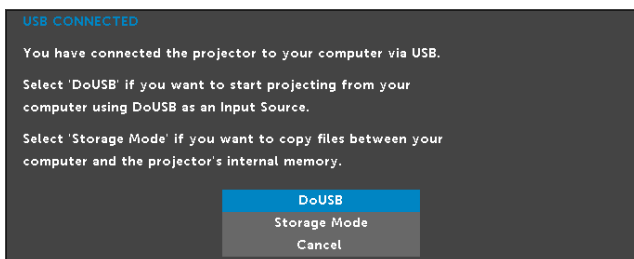 USB CONNECTED
You have connected the projector to your computer via USB.
Select 'DoUSB' if you want to start projecting from your
computer using DoUSB as an Input Source.
Select 'Storage Mode' if you want to copy files between your
computer and the projector's internal memory.
DoUSB
Storage Mode
Cancel